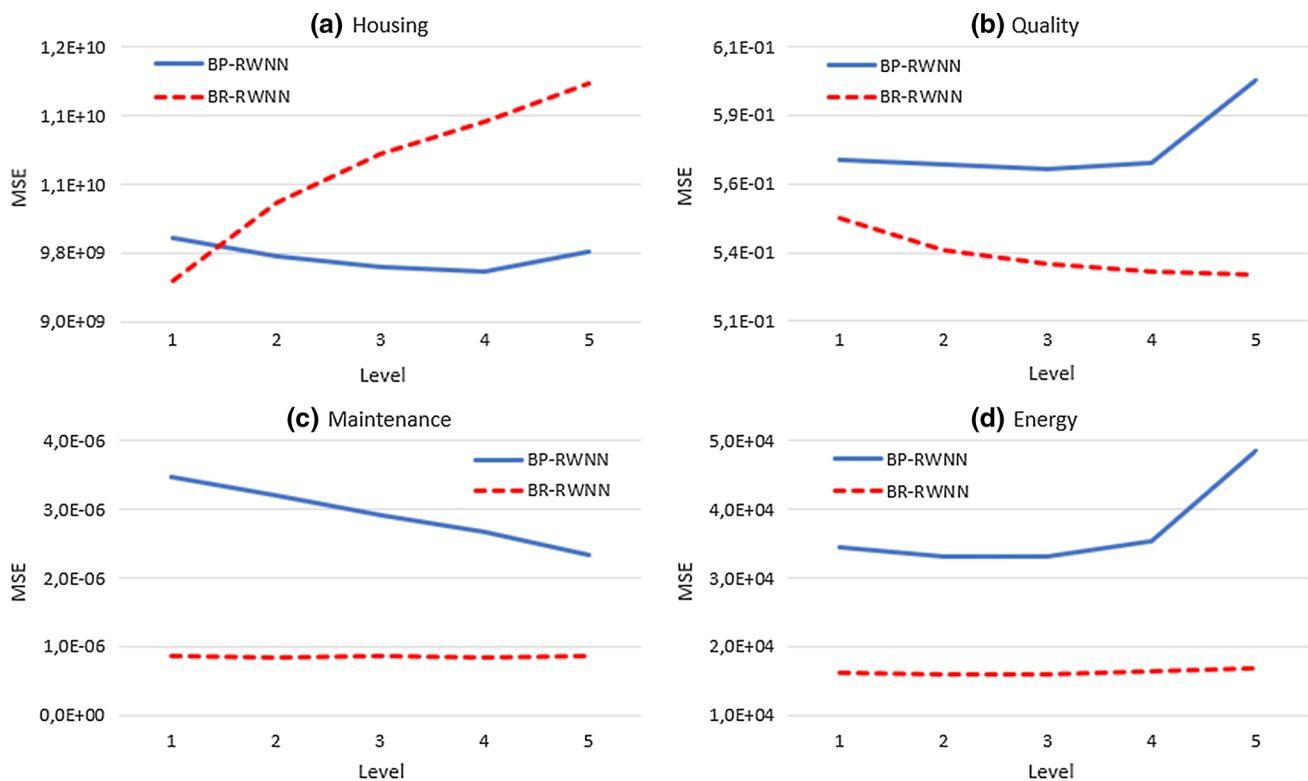 (a) Housing
1,2E+10
1,1E+10
1,1E+10
9,8E+09
9,0E+09
MSE
BP-RWNN
BR-RWNN
1 2 3 4 5
Level
(b) Quality
6,1E-01
5,9E-01
5,6E-01
5,4E-01
5,1E-01
MSE
BP-RWNN
BR-RWNN
1 2 3 4 5
Level
(c) Maintenance
4,0E-06
3,0E-06
2,0E-06
1,0E-06
0,0E+00
MSE
BP-RWNN
BR-RWNN
1 2 3 4 5
Level
(d) Energy
5,0E+04
4,0E+04
3,0E+04
2,0E+04
1,0E+04
MSE
BP-RWNN
BR-RWNN
1 2 3 4 5
Level